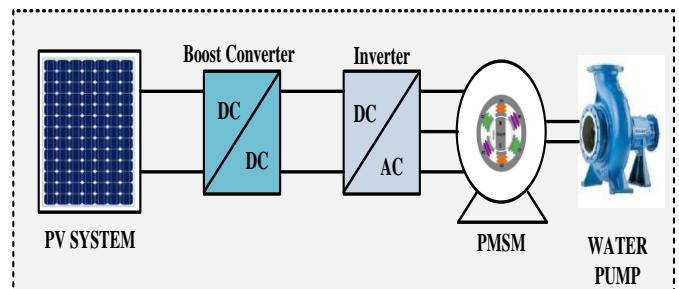 Boost Converter
Inverter
DC
DC
DC
AC
PV SYSTEM
PMSM
WATER
PUMP